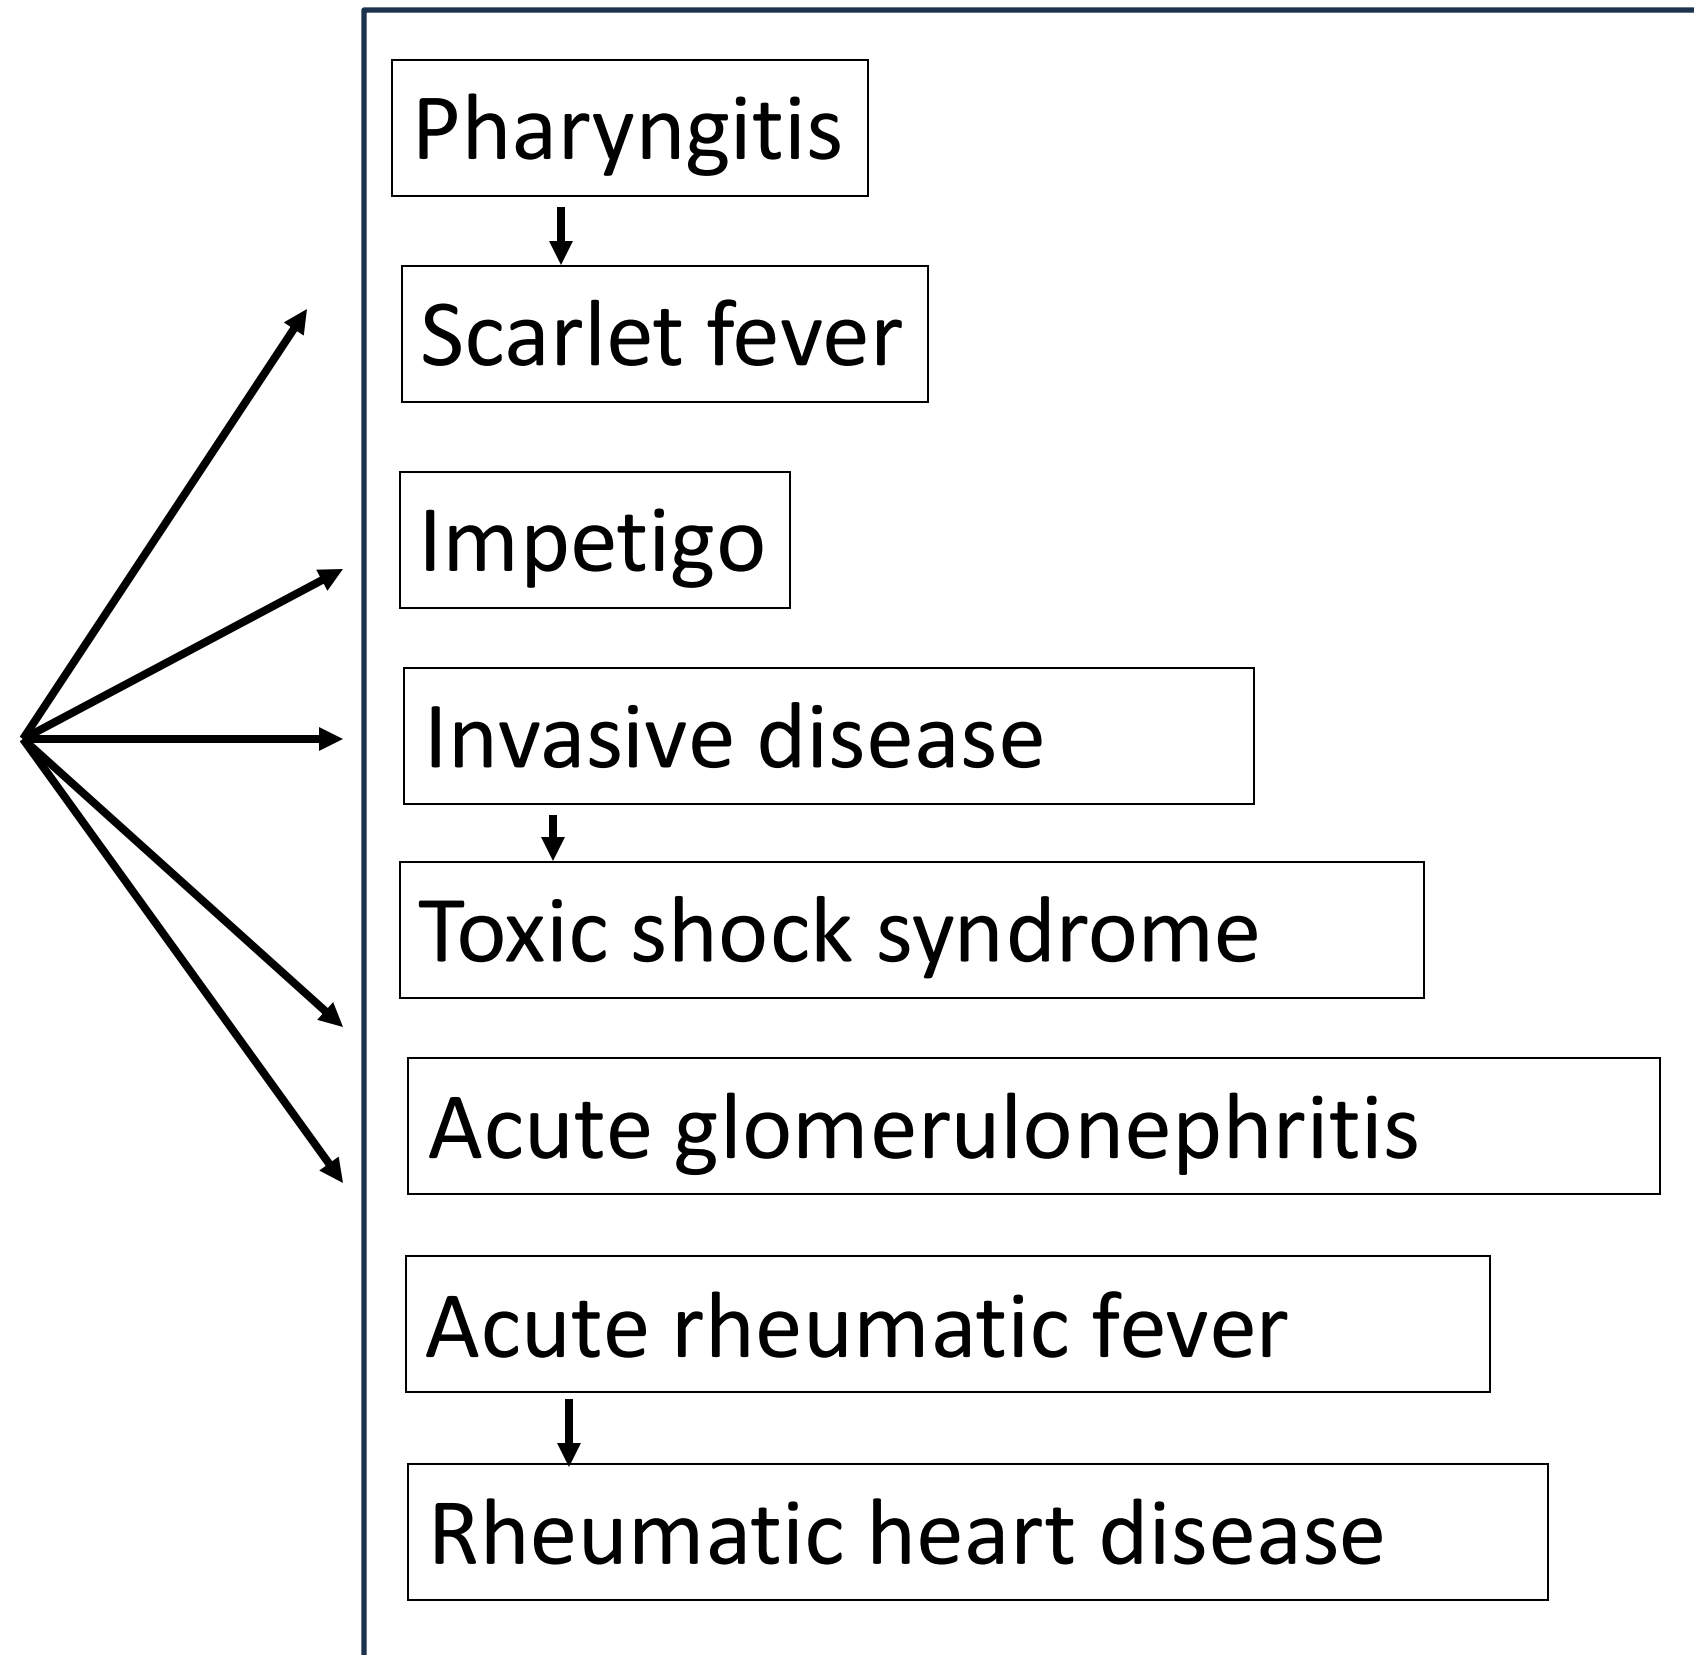 Pharyngitis
Scarlet fever
Impetigo
Invasive disease
Toxic shock syndrome
Acute glomerulonephritis
Acute rheumatic fever
Rheumatic heart disease